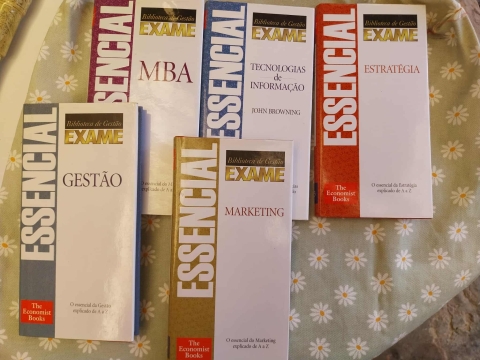 ESSENCIAL
Biblioteca de Gestão
EXAME
MBA
ESSENCIAL
Biblioteca de Gestão
EXAME
TECNOLOGIAS
de
INFORMAÇÃO
JOHN BROWNING
ESSENCIAL
Biblioteca de Gestão
EXAME
ESTRATÉGIA
The
Economist
Books
O essencial da Estratégia
explicado de A a Z
ESSENCIAL
Biblioteca de Gestão
EXAME
GESTÃO
The
Economist
Books
O essencial da Gestão
explicado de A a Z
ESSENCIAL
Biblioteca de Gestão
EXAME
MARKETING
The
Economist
Books
O essencial do Marketing
explicado de A a Z